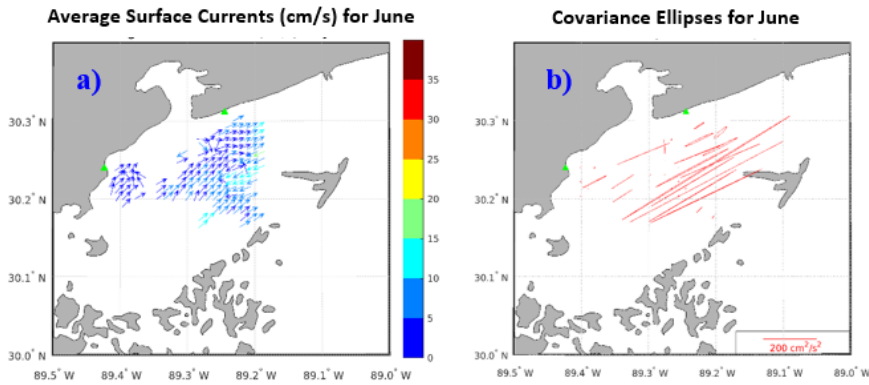 Average Surface Currents (cm/s) for June
Covariance Ellipses for June
a)
30.3° N
30.2° N
30.1° N
30.0° N
89.5° W
89.4° W
89.3° W
89.2° W
89.1° W
89.0° W
35
30
25
20
15
10
5
0
b)
30.3° N
30.2° N
30.1° N
30.0° N
89.5° W
89.4° W
89.3° W
89.2° W
89.1° W
89.0° W
200 cm²/s²